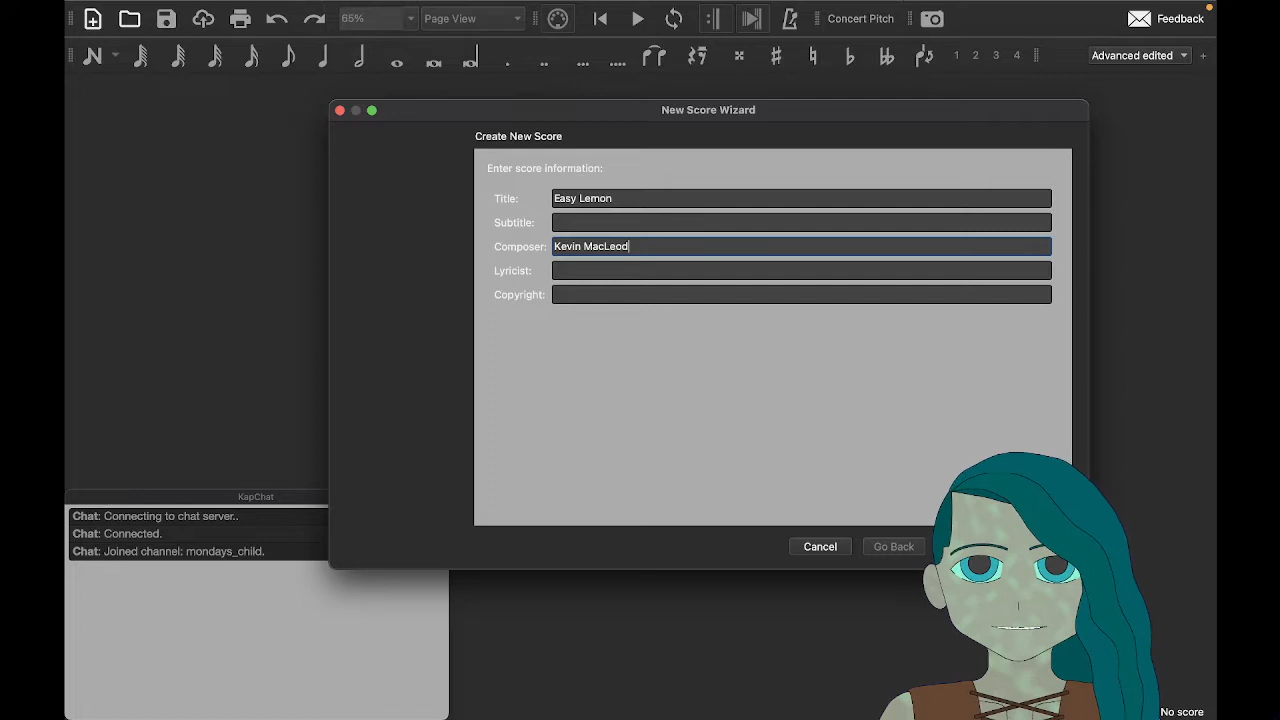 65%
Page View
Concert Pitch
Feedback
1 2 3 4
Advanced edited
New Score Wizard
Create New Score
Enter score information:
Title: Easy Lemon
Subtitle:
Composer: Kevin MacLeod
Lyricist:
Copyright:
Cancel
Go Back
KapChat
Chat: Connecting to chat server..
Chat: Connected.
Chat: Joined channel: mondays_child.
No score